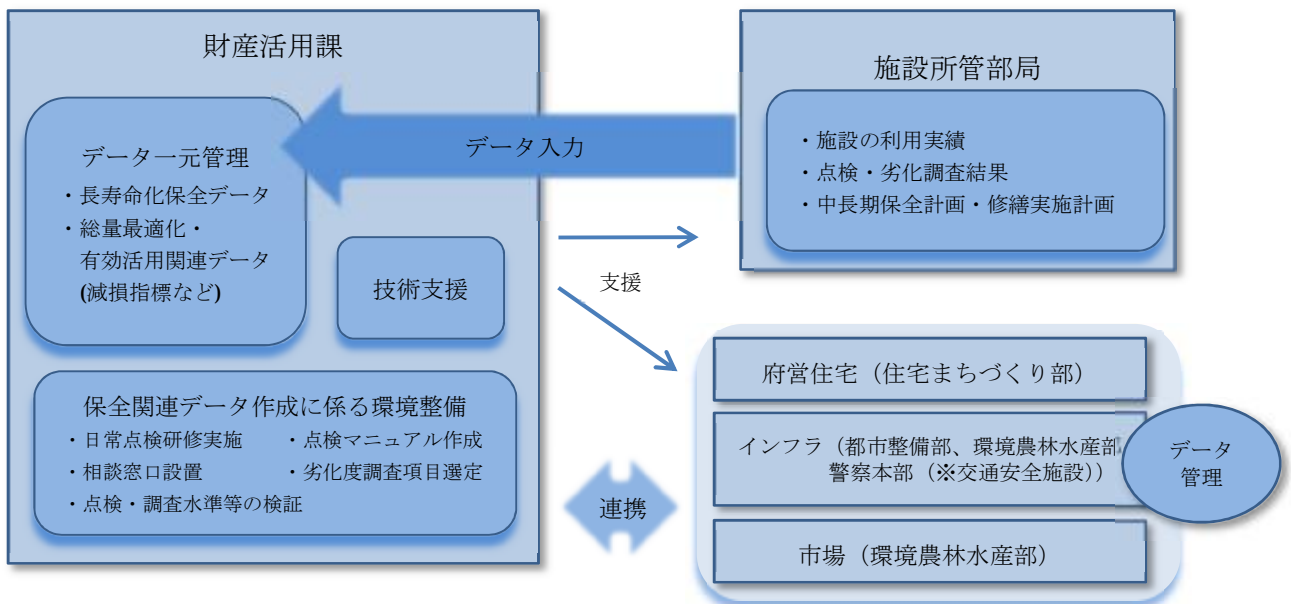 財産活用課
データ一元管理
・長寿命化保全データ
・総量最適化・
有効活用関連データ
(減損指標など)
技術支援
保全関連データ作成に係る環境整備
・日常点検研修実施 ・点検マニュアル作成
・相談窓口設置 ・劣化度調査項目選定
・点検・調査水準等の検証
データ入力
支援
連携
施設所管部局
・施設の利用実績
・点検・劣化調査結果
・中長期保全計画・修繕実施計画
府営住宅（住宅まちづくり部）
インフラ（都市整備部、環境農林水産部
警察本部（※交通安全施設））
市場（環境農林水産部）
データ
管理